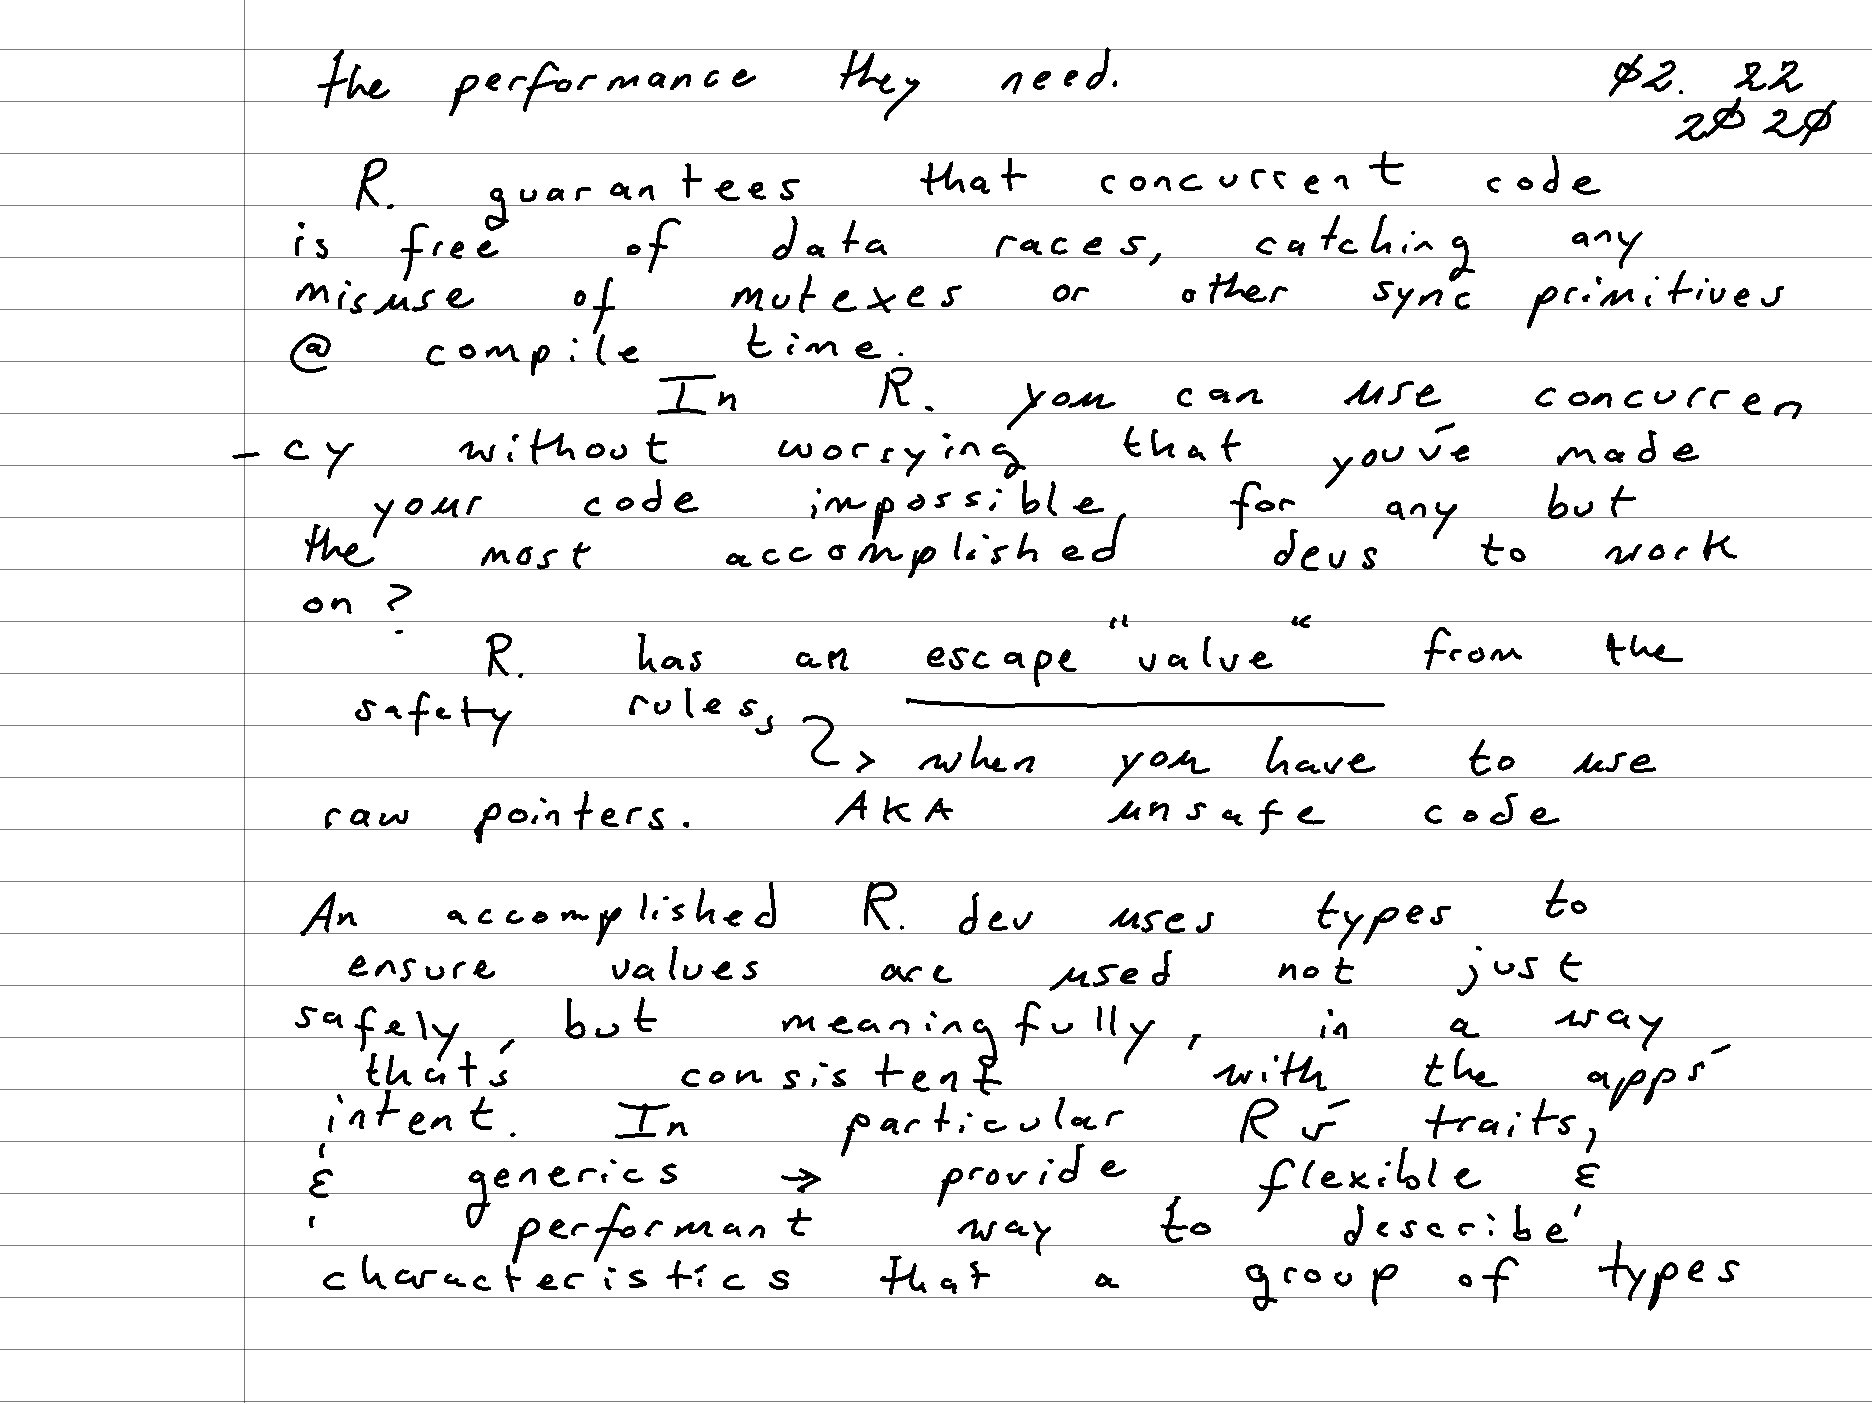 the performance they need. 02. 22
2020
R. guarantees that concurrent code
is free of data races, catching any
misuse of mutexes or other sync primitives
@ compile time.
In R. you can use concurren
-cy without worrying that you've made
your code impossible for any but
the most accomplished devs to work
on?
R. has an escape "value" from the
safety rules,
> when you have to use
raw pointers. AKA unsafe code
An accomplished R. dev uses types to
ensure values are used not just
safely, but meaningfully, in a way
that's consistent with the apps'
intent. In particular R's traits,
& generics → provide flexible &
performant way to describe
characteristics that a group of types